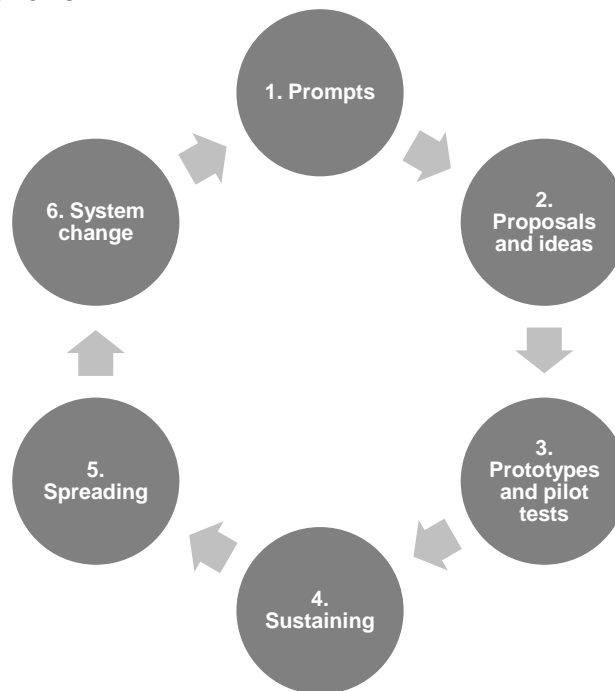 1. Prompts
2.
Proposals
and ideas
3.
Prototypes
and pilot
tests
4.
Sustaining
5.
Spreading
6. System
change